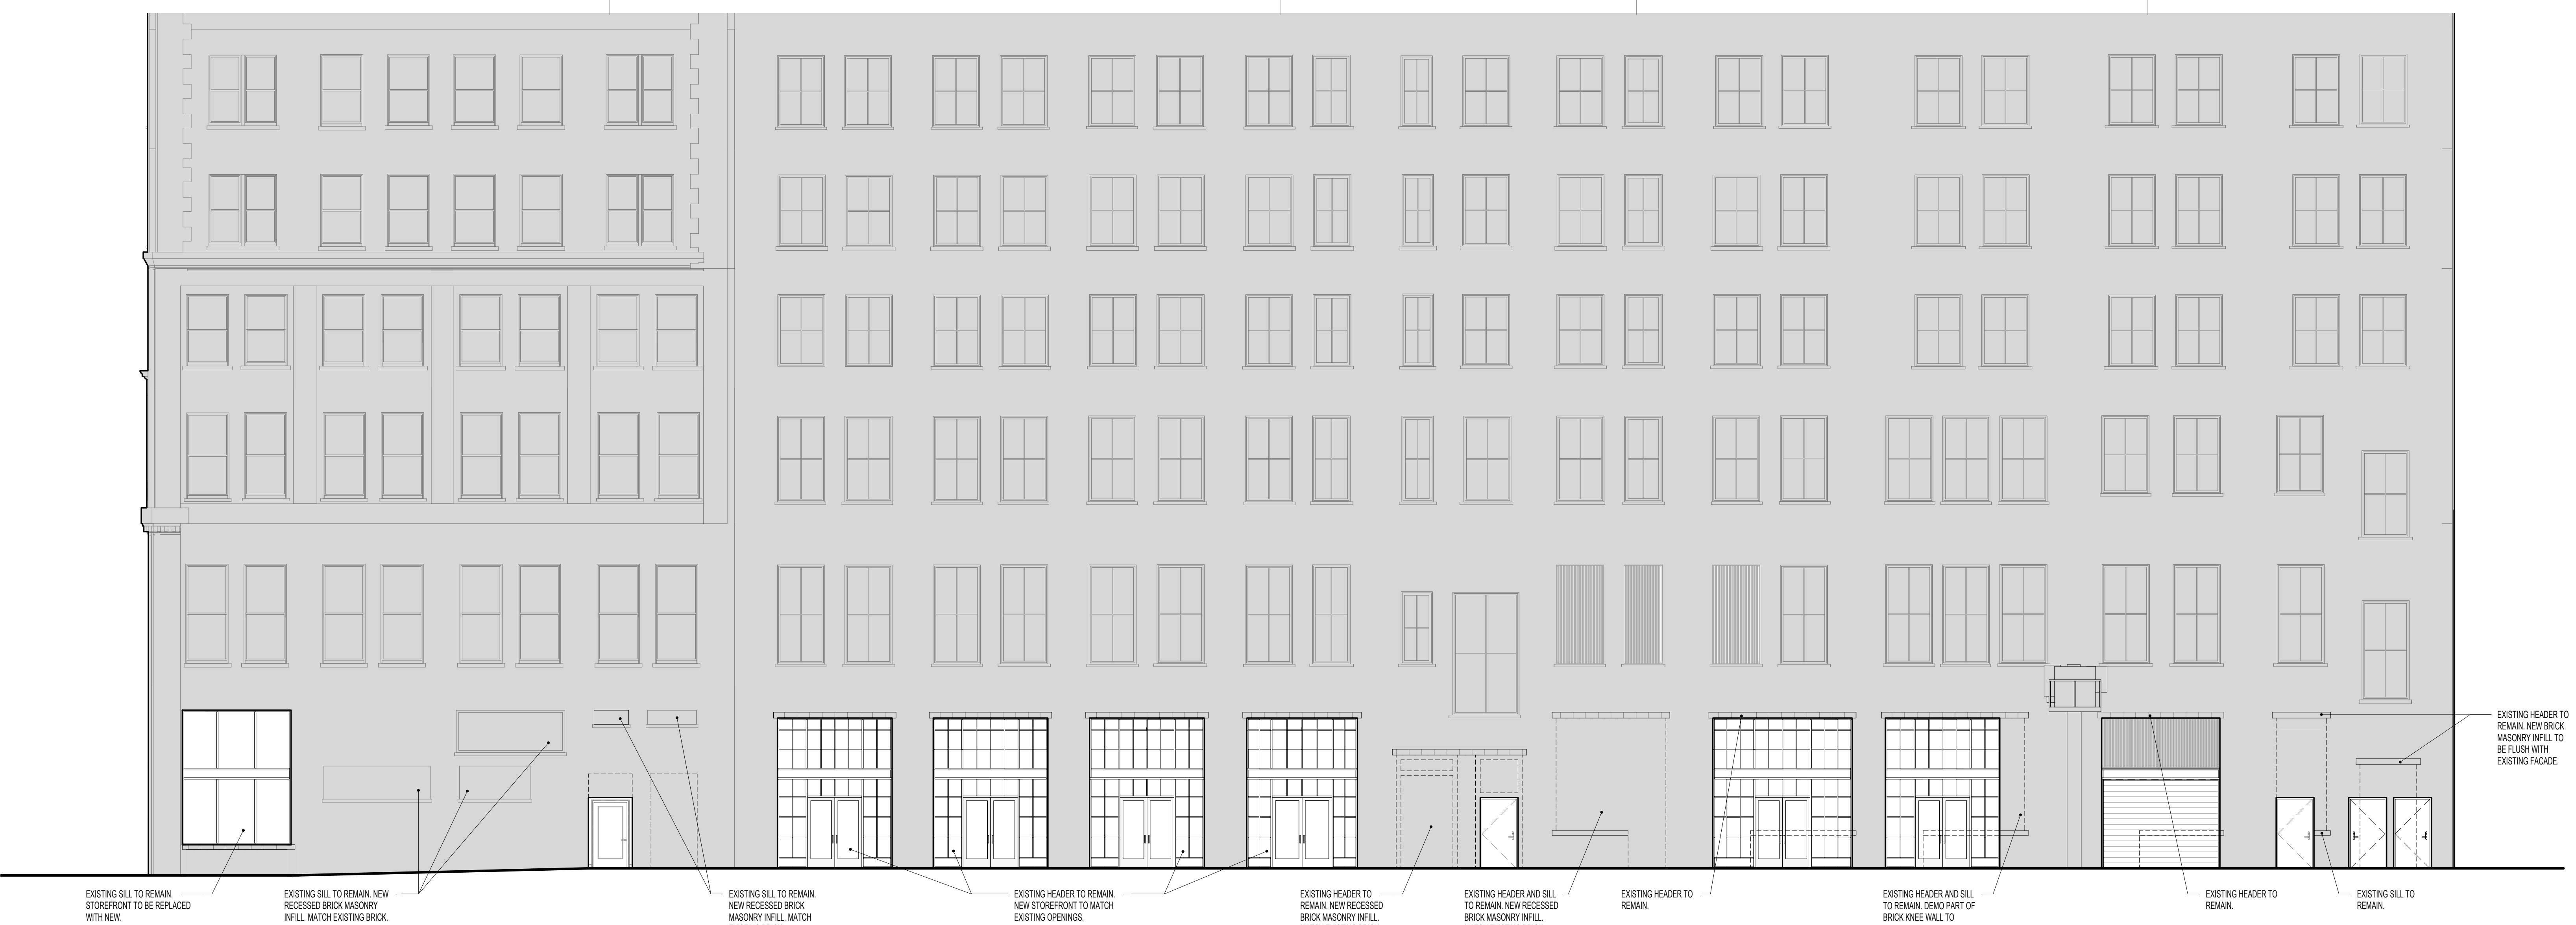 EXISTING HEADER TO
REMAIN. NEW BRICK
MASONRY INFILL TO
BE FLUSH WITH
EXISTING FACADE.
EXISTING SILL TO REMAIN.
STOREFRONT TO BE REPLACED
WITH NEW.
EXISTING SILL TO REMAIN. NEW
RECESSED BRICK MASONRY
INFILL. MATCH EXISTING BRICK.
EXISTING SILL TO REMAIN.
NEW RECESSED BRICK
MASONRY INFILL. MATCH
EXISTING HEADER TO REMAIN.
NEW STOREFRONT TO MATCH
EXISTING OPENINGS.
EXISTING HEADER TO
REMAIN. NEW RECESSED
BRICK MASONRY INFILL.
EXISTING HEADER AND SILL
TO REMAIN. NEW RECESSED
BRICK MASONRY INFILL.
EXISTING HEADER TO
REMAIN.
EXISTING HEADER AND SILL
TO REMAIN. DEMO PART OF
BRICK KNEE WALL TO
EXISTING HEADER TO
REMAIN.
EXISTING SILL TO
REMAIN.